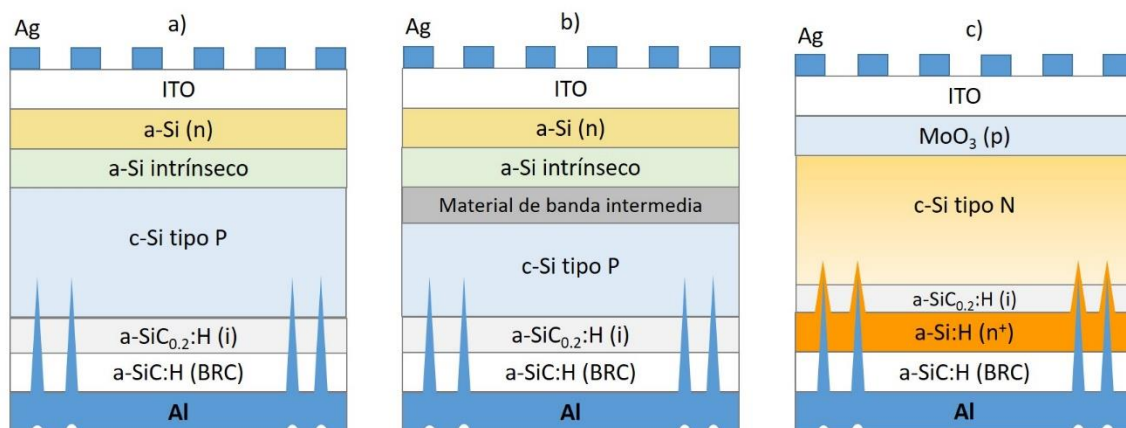 a)
Ag
ITO
a-Si (n)
a-Si intrínseco
c-Si tipo P
a-SiC₀.₂:H (i)
a-SiC:H (BRC)
Al
b)
Ag
ITO
a-Si (n)
a-Si intrínseco
Material de banda intermedia
c-Si tipo P
a-SiC₀.₂:H (i)
a-SiC:H (BRC)
Al
c)
Ag
ITO
MoO₃ (p)
c-Si tipo N
a-SiC₀.₂:H (i)
a-Si:H (n⁺)
a-SiC:H (BRC)
Al